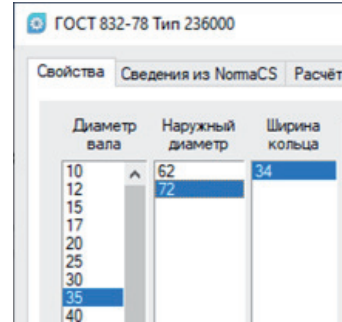 ГОСТ 832-78 Тип 236000
Свойства Сведения из NormaCS Расчёт
Диаметр вала Наружный диаметр Ширина кольца
10 62 34
12 72
15
17
20
25
30
35
40